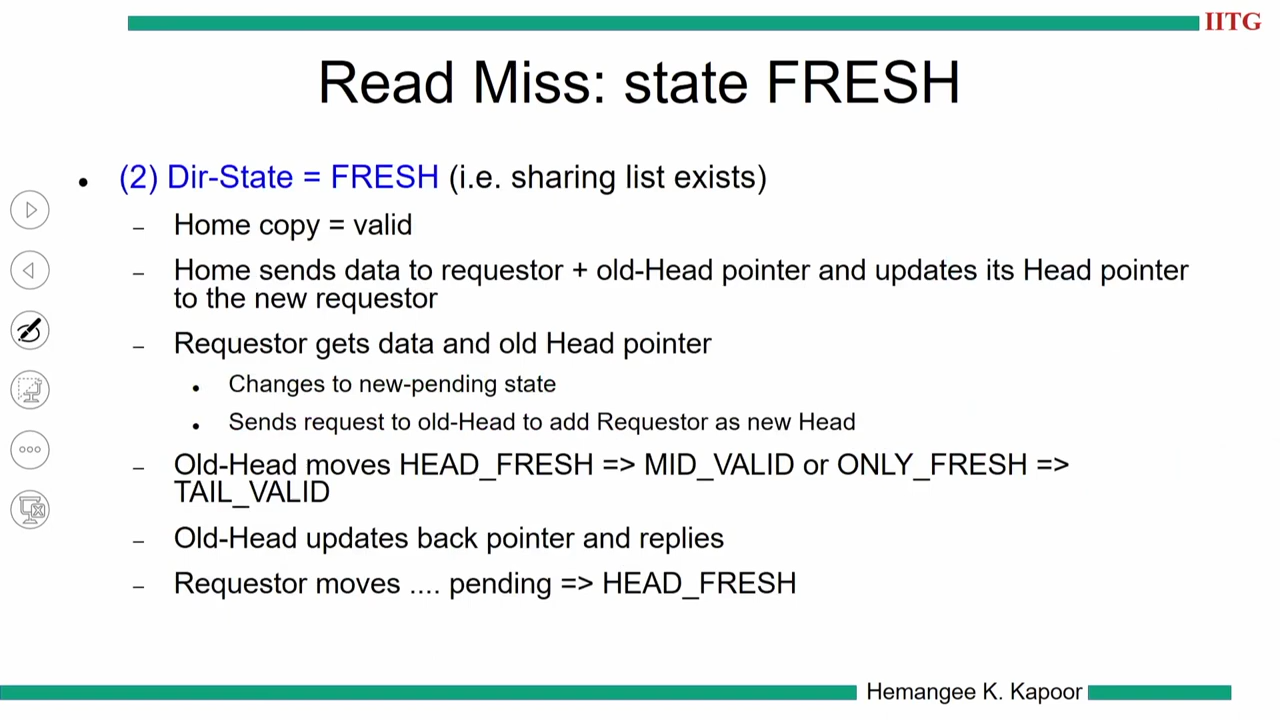 IITG
Read Miss: state FRESH
• (2) Dir-State = FRESH (i.e. sharing list exists)
– Home copy = valid
– Home sends data to requestor + old-Head pointer and updates its Head pointer
to the new requestor
– Requestor gets data and old Head pointer
• Changes to new-pending state
• Sends request to old-Head to add Requestor as new Head
– Old-Head moves HEAD_FRESH => MID_VALID or ONLY_FRESH =>
TAIL_VALID
– Old-Head updates back pointer and replies
– Requestor moves .... pending => HEAD_FRESH
Hemangee K. Kapoor